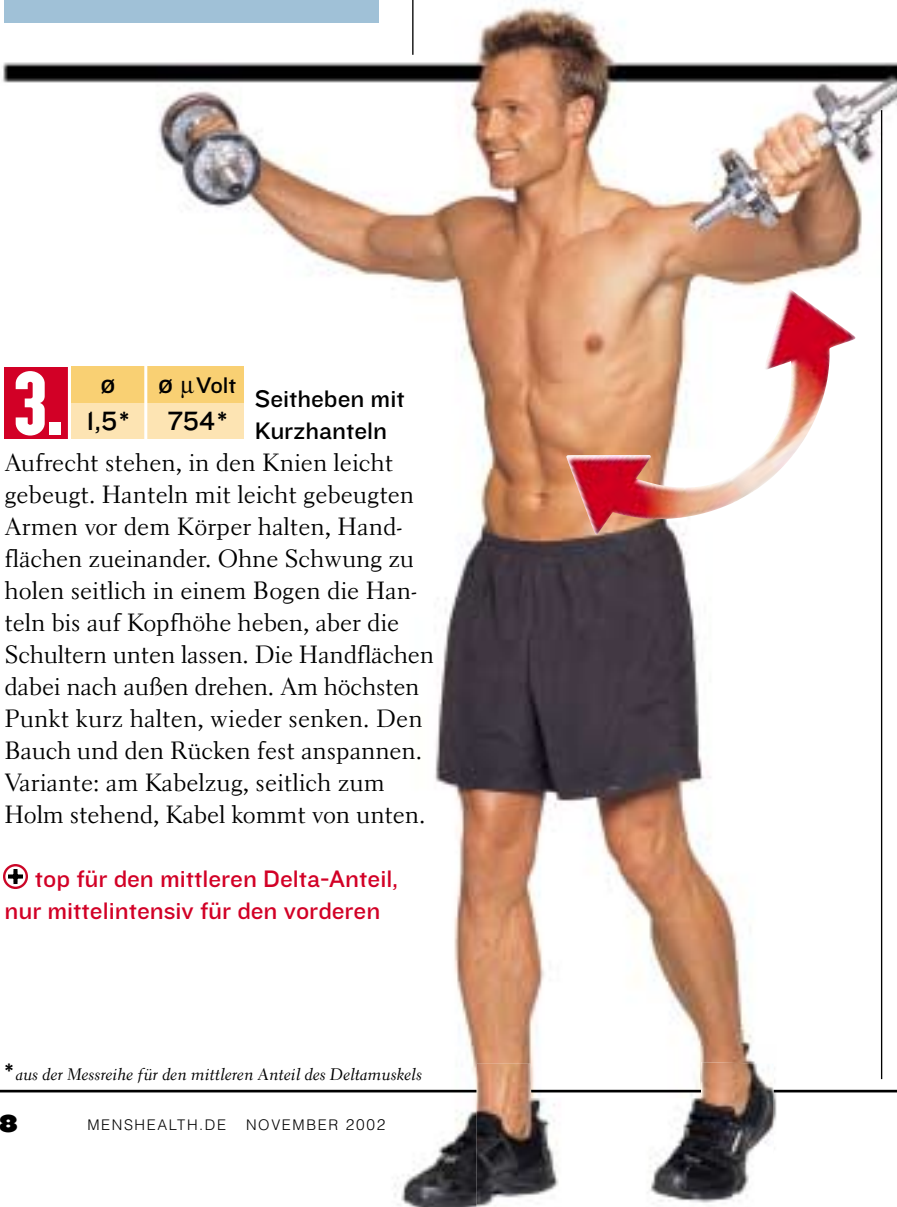 3.
ø ø µVolt
1,5* 754*
Seitheben mit
Kurzhanteln
Aufrecht stehen, in den Knien leicht
gebeugt. Hanteln mit leicht gebeugten
Armen vor dem Körper halten, Hand-
flächen zueinander. Ohne Schwung zu
holen seitlich in einem Bogen die Han-
teln bis auf Kopfhöhe heben, aber die
Schultern unten lassen. Die Handflächen
dabei nach außen drehen. Am höchsten
Punkt kurz halten, wieder senken. Den
Bauch und den Rücken fest anspannen.
Variante: am Kabelzug, seitlich zum
Holm stehend, Kabel kommt von unten.
+ top für den mittleren Delta-Anteil,
nur mittelintensiv für den vorderen
*aus der Messreihe für den mittleren Anteil des Deltamuskels
8 MENSHEALTH.DE NOVEMBER 2002